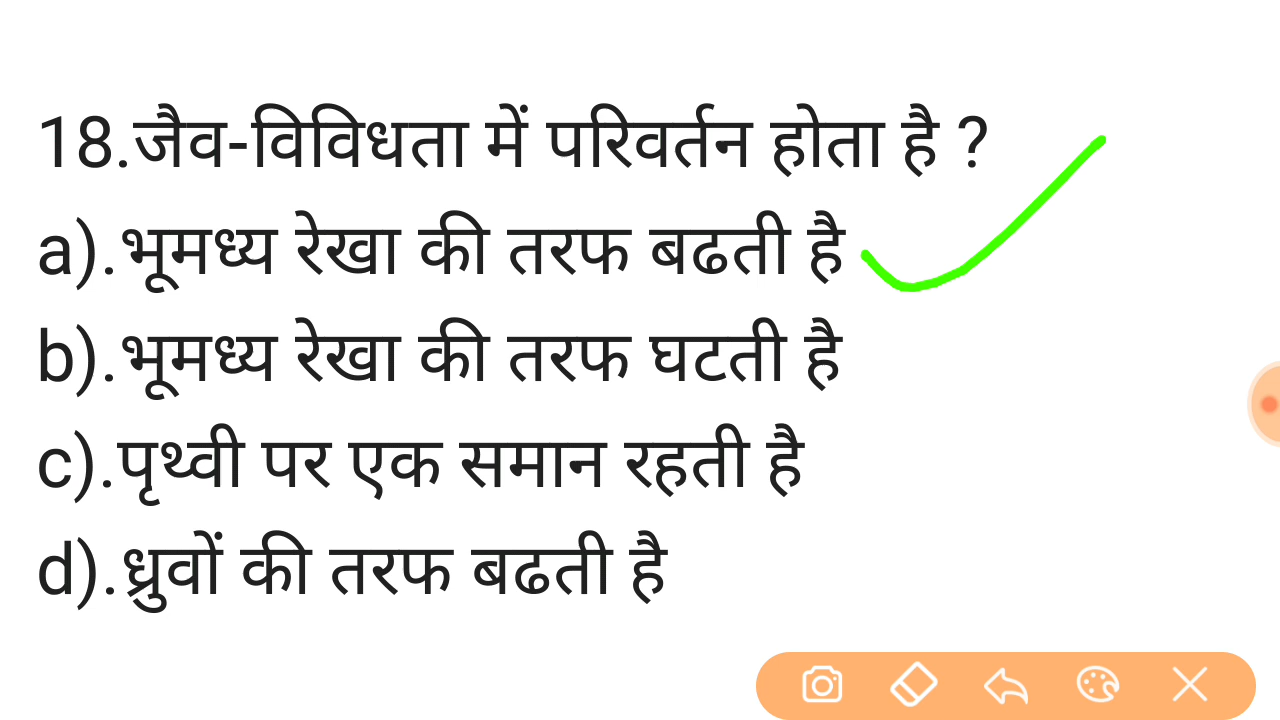 18.जैव-विविधता में परिवर्तन होता है ?
a).भूमध्य रेखा की तरफ बढती है
b).भूमध्य रेखा की तरफ घटती है
c).पृथ्वी पर एक समान रहती है
d).ध्रुवों की तरफ बढती है